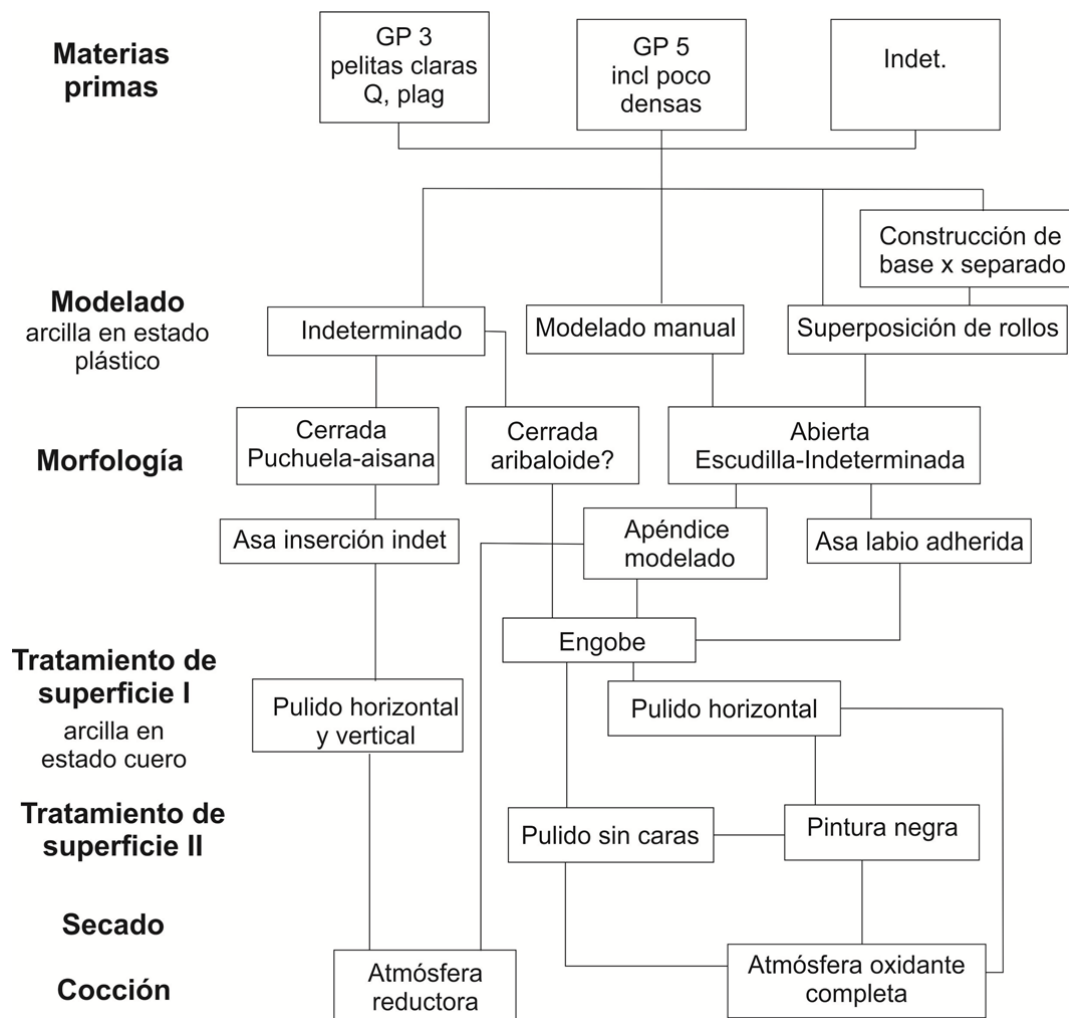 Materias
primas
GP 3
pelitas claras
Q, plag
GP 5
incl poco
densas
Indet.
Construcción de
base x separado
Modelado
arcilla en estado
plástico
Indeterminado
Modelado manual
Superposición de rollos
Morfología
Cerrada
Puchuela-aisana
Cerrada
aribaloide?
Abierta
Escudilla-Indeterminada
Asa inserción indet
Apéndice
modelado
Asa labio adherida
Engobe
Tratamiento de
superficie I
arcilla en
estado cuero
Pulido horizontal
y vertical
Pulido horizontal
Tratamiento de
superficie II
Pulido sin caras
Pintura negra
Secado
Cocción
Atmósfera
reductora
Atmósfera oxidante
completa